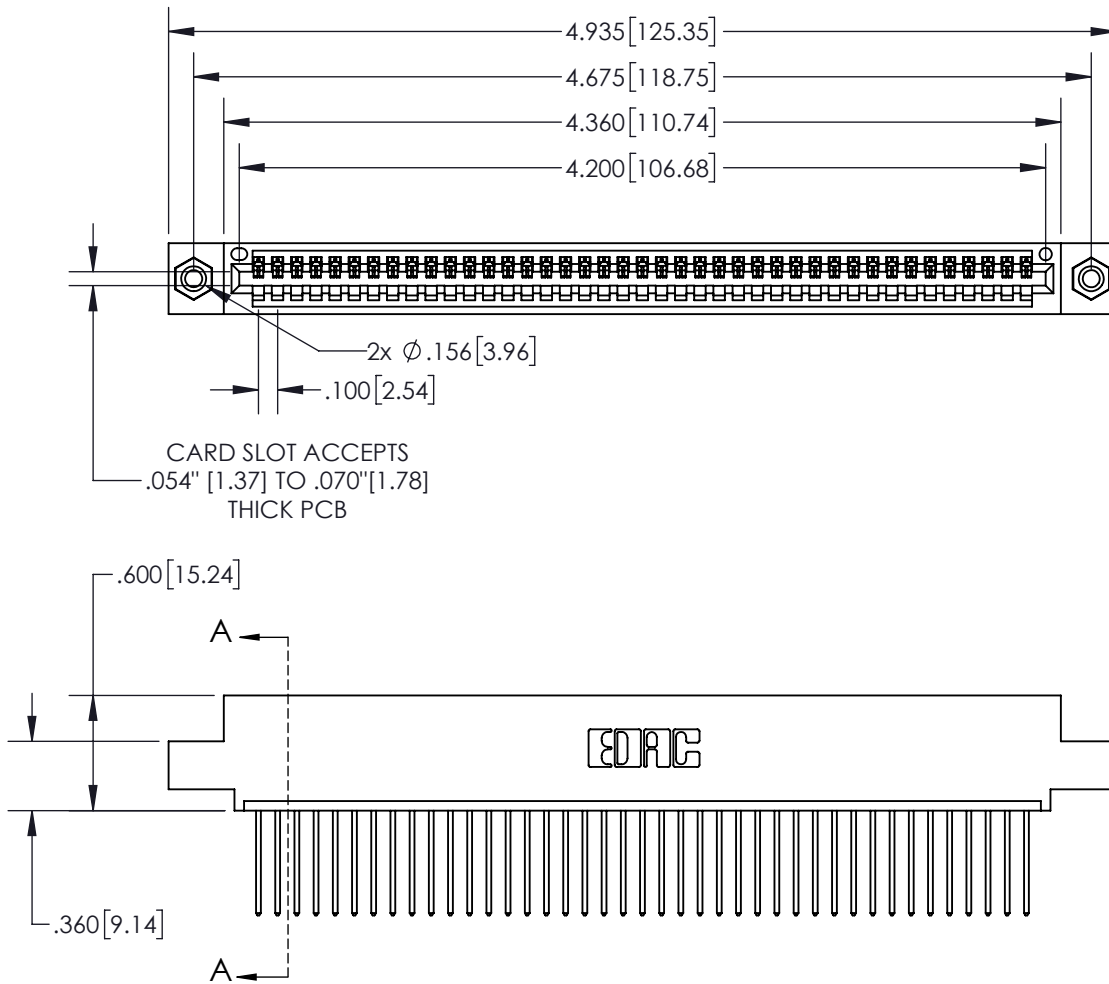 4.935[125.35]
4.675[118.75]
4.360[110.74]
4.200[106.68]
2x Ø .156[3.96]
.100[2.54]
CARD SLOT ACCEPTS
.054" [1.37] TO .070"[1.78]
THICK PCB
.600[15.24]
A
EDAC
.360[9.14]
A